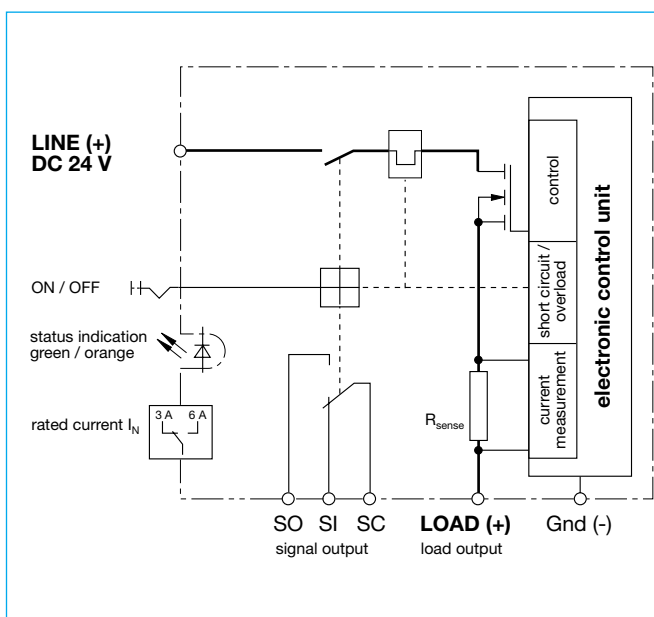 LINE (+)
DC 24 V
ON / OFF
status indication
green / orange
rated current I_N
3 A 6 A
control
short circuit /
overload
current
measurement
electronic control unit
R_sense
SO SI SC
signal output
LOAD (+)
load output
Gnd (-)